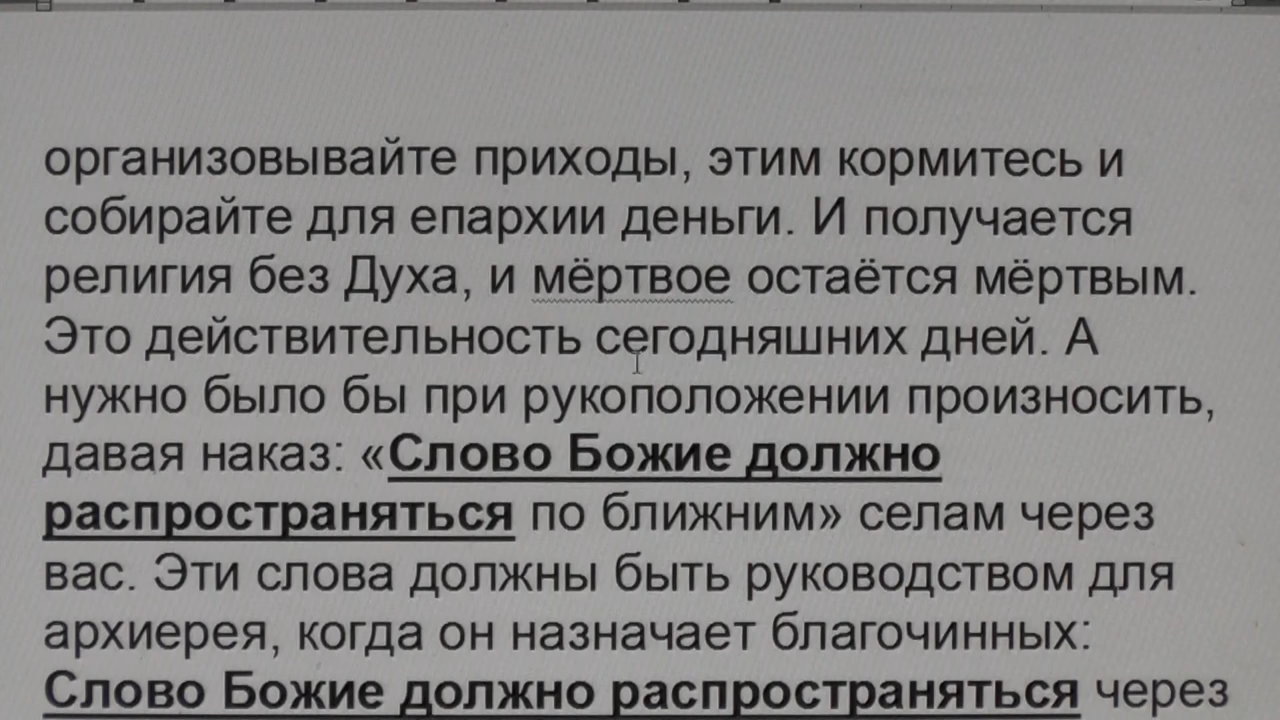 организовывайте приходы, этим кормитесь и
собирайте для епархии деньги. И получается
религия без Духа, и мёртвое остаётся мёртвым.
Это действительность сегодняшних дней. А
нужно было бы при рукоположении произносить,
давая наказ: «Слово Божие должно
распространяться по ближним» селам через
вас. Эти слова должны быть руководством для
архиерея, когда он назначает благочинных:
Слово Божие должно распространяться через